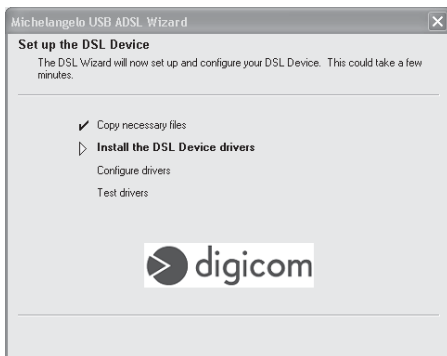 Michelangelo USB ADSL Wizard
Set up the DSL Device
The DSL Wizard will now set up and configure your DSL Device. This could take a few
minutes.
Copy necessary files
Install the DSL Device drivers
Configure drivers
Test drivers
digicom